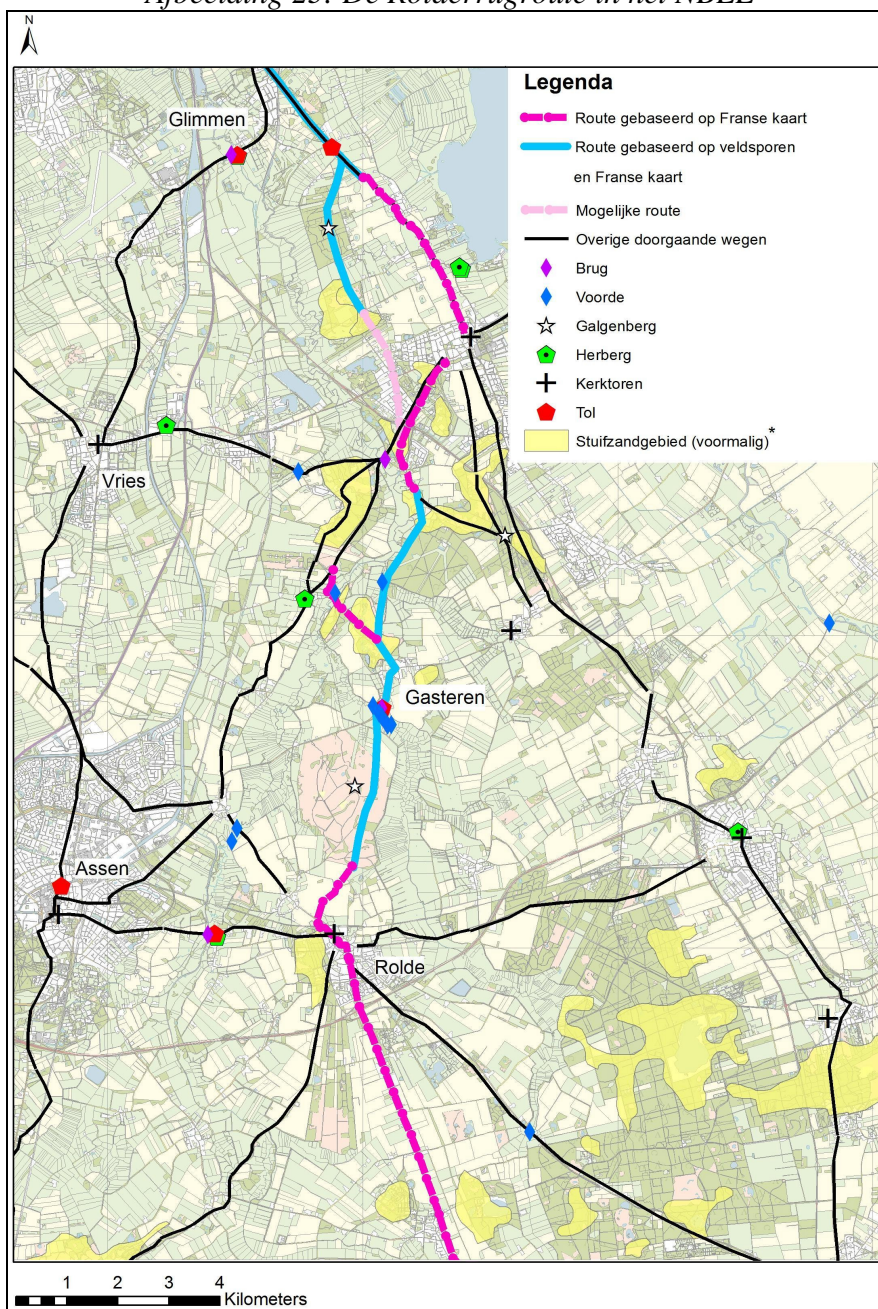 Afbeelding 25: De Rolderrugroute in het NDEE
N
Legenda
Route gebaseerd op Franse kaart
Route gebaseerd op veldsporen
en Franse kaart
Mogelijke route
Overige doorgaande wegen
Brug
Voorde
Galgenberg
Herberg
Kerktoren
Tol
Stuifzandgebied (voormalig)*
Glimmen
Vries
Gasteren
Assen
Rolde
1 2 3 4
Kilometers